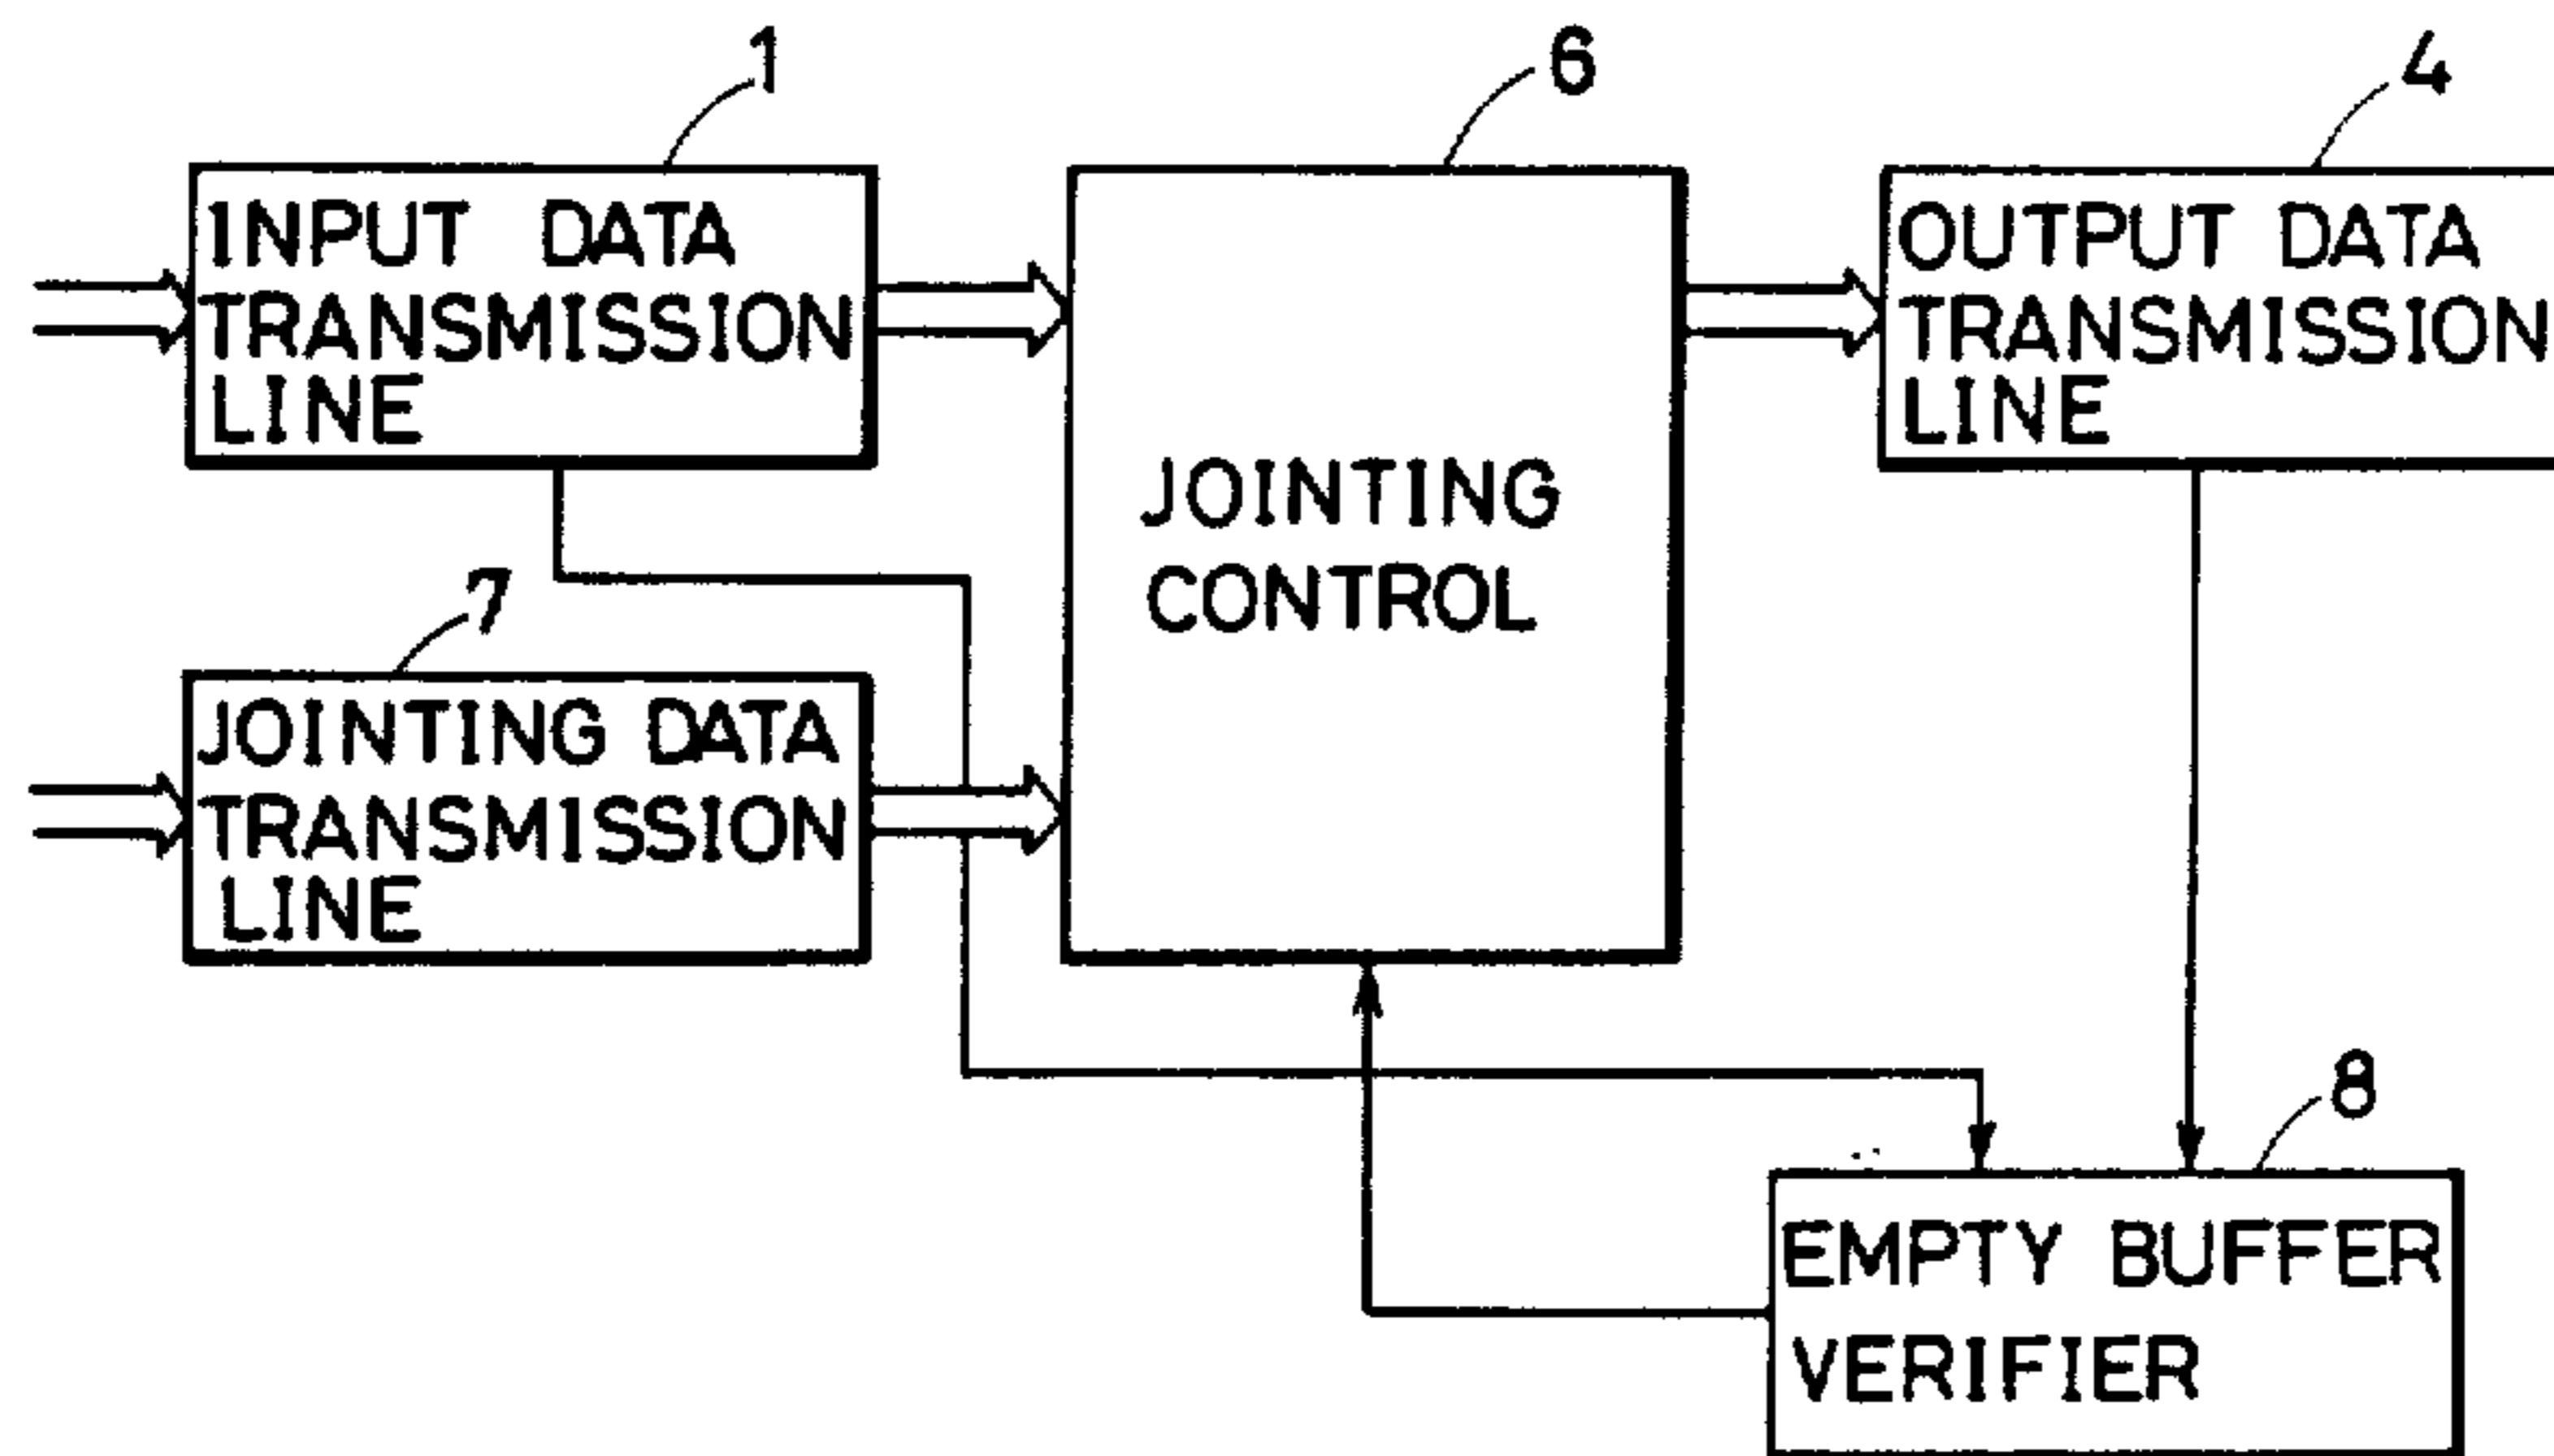 1
6
4
INPUT DATA
TRANSMISSION
LINE
OUTPUT DATA
TRANSMISSION
LINE
JOINTING
CONTROL
7
JOINTING DATA
TRANSMISSION
LINE
8
EMPTY BUFFER
VERIFIER